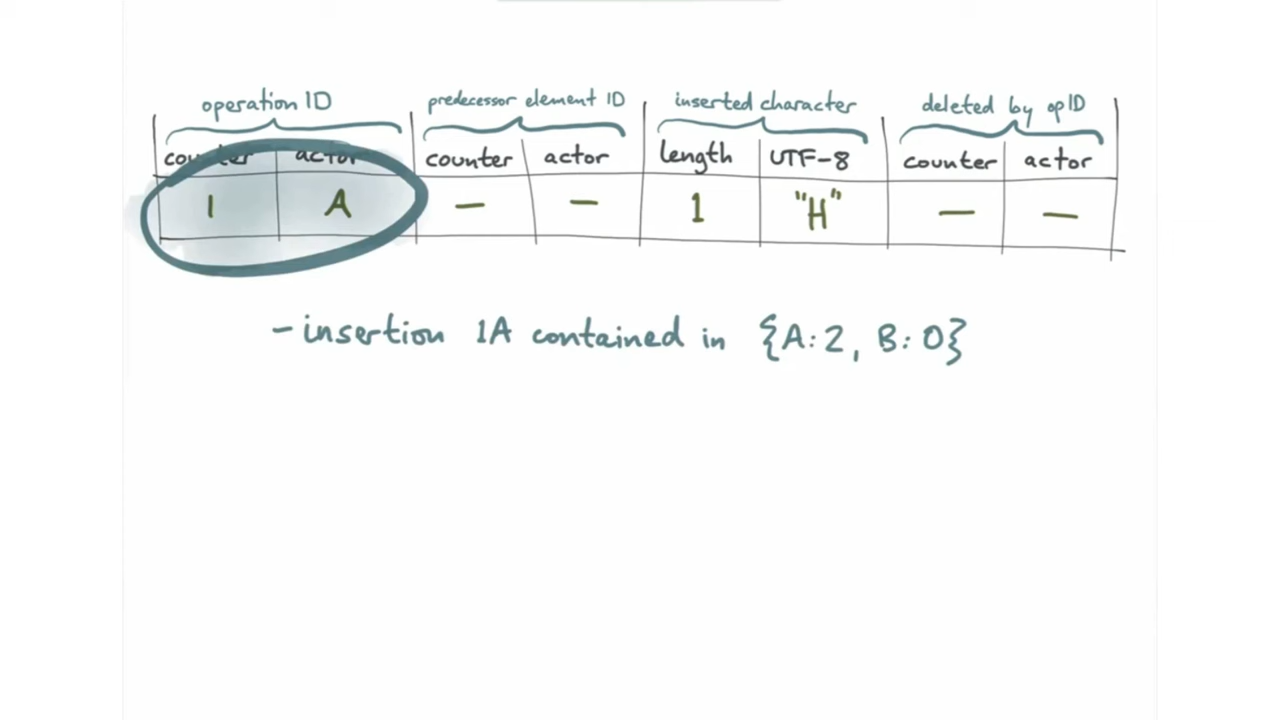 operation ID predecessor element ID inserted character deleted by opID
counter actor counter actor length UTF-8 counter actor
1 A — — 1 "H" — —
- insertion 1A contained in {A: 2, B: 0}